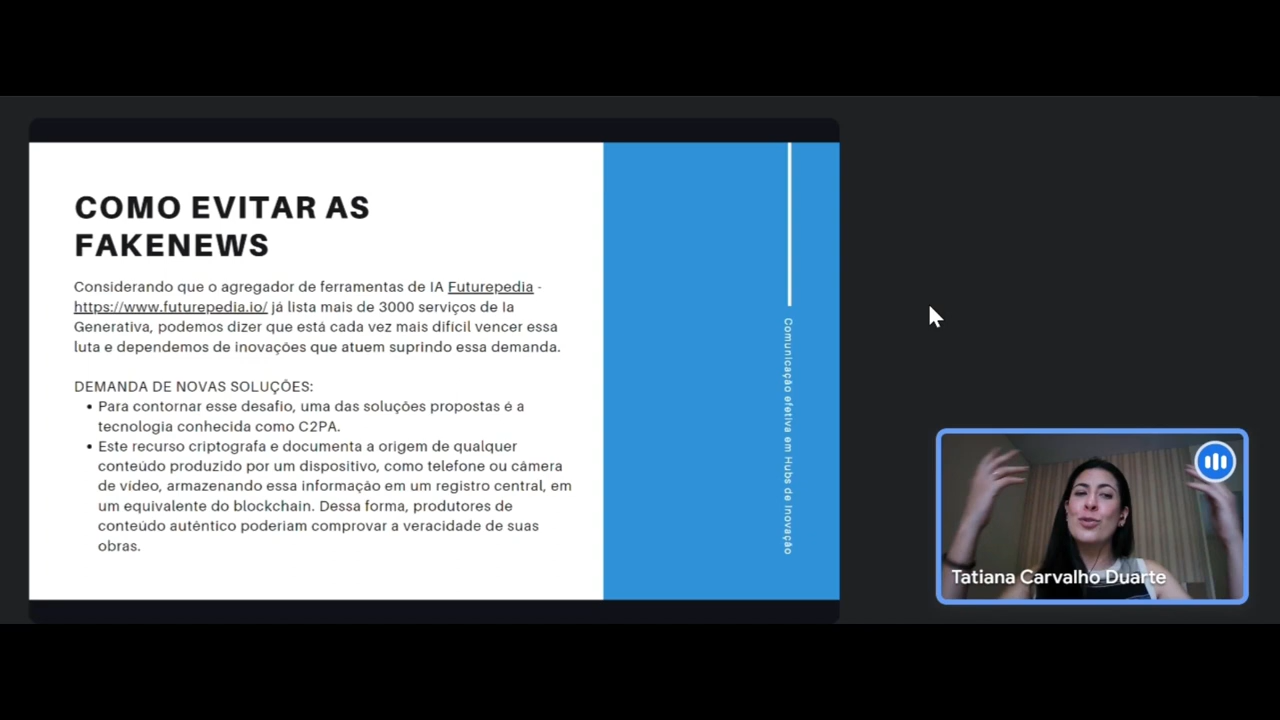 COMO EVITAR AS
FAKENEWS
Considerando que o agregador de ferramentas de IA Futurepedia -
https://www.futurepedia.io/ já lista mais de 3000 serviços de Ia
Generativa, podemos dizer que está cada vez mais difícil vencer essa
luta e dependemos de inovações que atuem suprindo essa demanda.
DEMANDA DE NOVAS SOLUÇÕES:
• Para contornar esse desafio, uma das soluções propostas é a
tecnologia conhecida como C2PA.
• Este recurso criptografa e documenta a origem de qualquer
conteúdo produzido por um dispositivo, como telefone ou câmera
de vídeo, armazenando essa informação em um registro central, em
um equivalente do blockchain. Dessa forma, produtores de
conteúdo autêntico poderiam comprovar a veracidade de suas
obras.
Comunicação efetiva em Hubs de Inovação
Tatiana Carvalho Duarte